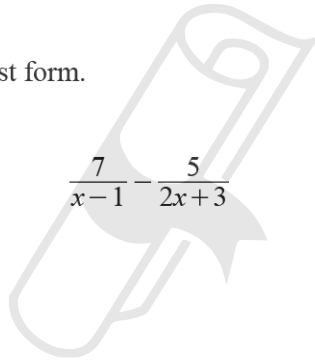 st form.
7/(x−1) − 5/(2x+3)